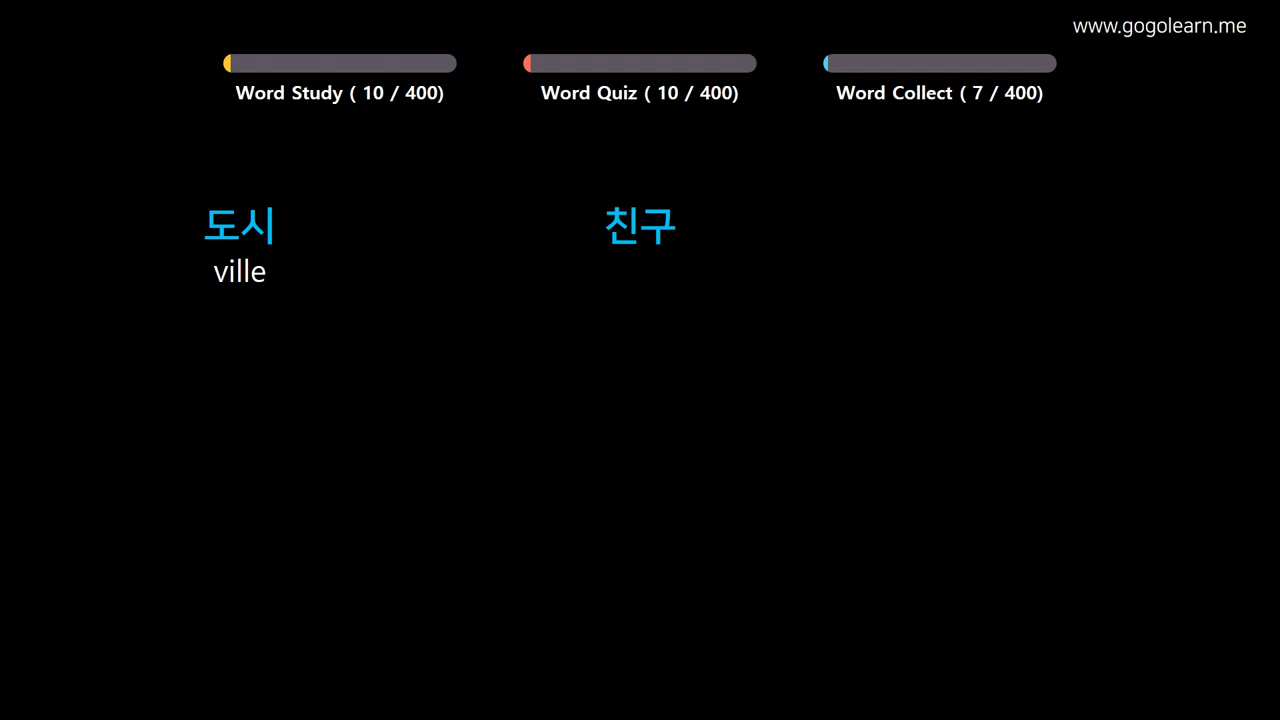 www.gogolearn.me
Word Study ( 10 / 400)
Word Quiz ( 10 / 400)
Word Collect ( 7 / 400)
도시
ville
친구